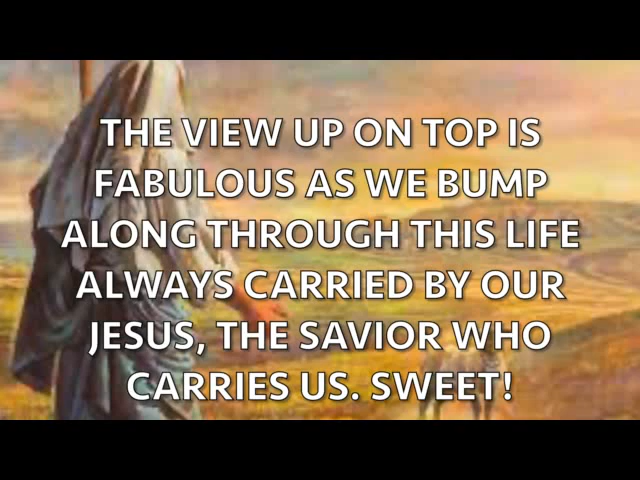 THE VIEW UP ON TOP IS
FABULOUS AS WE BUMP
ALONG THROUGH THIS LIFE
ALWAYS CARRIED BY OUR
JESUS, THE SAVIOR WHO
CARRIES US. SWEET!